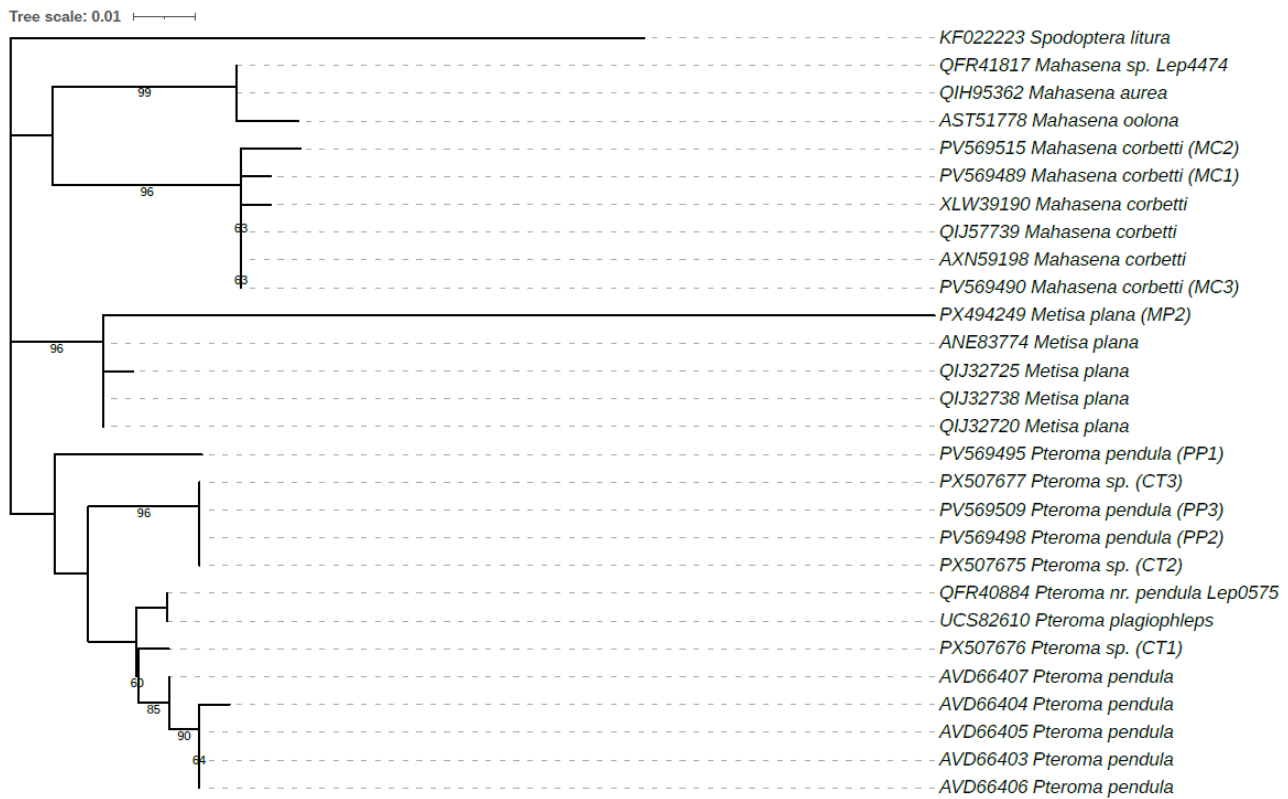 Tree scale: 0.01
KF022223 Spodoptera litura
QFR41817 Mahasena sp. Lep4474
99
QIH95362 Mahasena aurea
AST51778 Mahasena oolona
PV569515 Mahasena corbetti (MC2)
PV569489 Mahasena corbetti (MC1)
96
XLW39190 Mahasena corbetti
63
QIJ57739 Mahasena corbetti
AXN59198 Mahasena corbetti
63
PV569490 Mahasena corbetti (MC3)
PX494249 Metisa plana (MP2)
96
ANE83774 Metisa plana
QIJ32725 Metisa plana
QIJ32738 Metisa plana
QIJ32720 Metisa plana
PV569495 Pteroma pendula (PP1)
PX507677 Pteroma sp. (CT3)
96
PV569509 Pteroma pendula (PP3)
PV569498 Pteroma pendula (PP2)
PX507675 Pteroma sp. (CT2)
QFR40884 Pteroma nr. pendula Lep0575
UCS82610 Pteroma plagiophleps
PX507676 Pteroma sp. (CT1)
60
AVD66407 Pteroma pendula
85
AVD66404 Pteroma pendula
90
AVD66405 Pteroma pendula
64
AVD66403 Pteroma pendula
AVD66406 Pteroma pendula